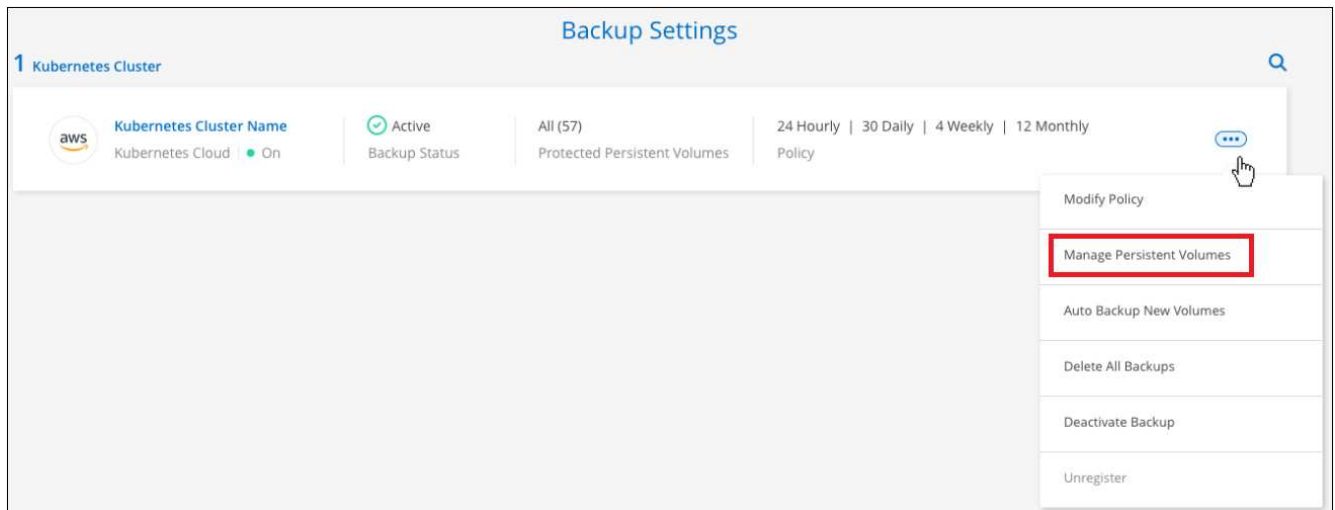 Backup Settings
1 Kubernetes Cluster
aws
Kubernetes Cluster Name
Kubernetes Cloud
On
Active
Backup Status
All (57)
Protected Persistent Volumes
24 Hourly | 30 Daily | 4 Weekly | 12 Monthly
Policy
Modify Policy
Manage Persistent Volumes
Auto Backup New Volumes
Delete All Backups
Deactivate Backup
Unregister